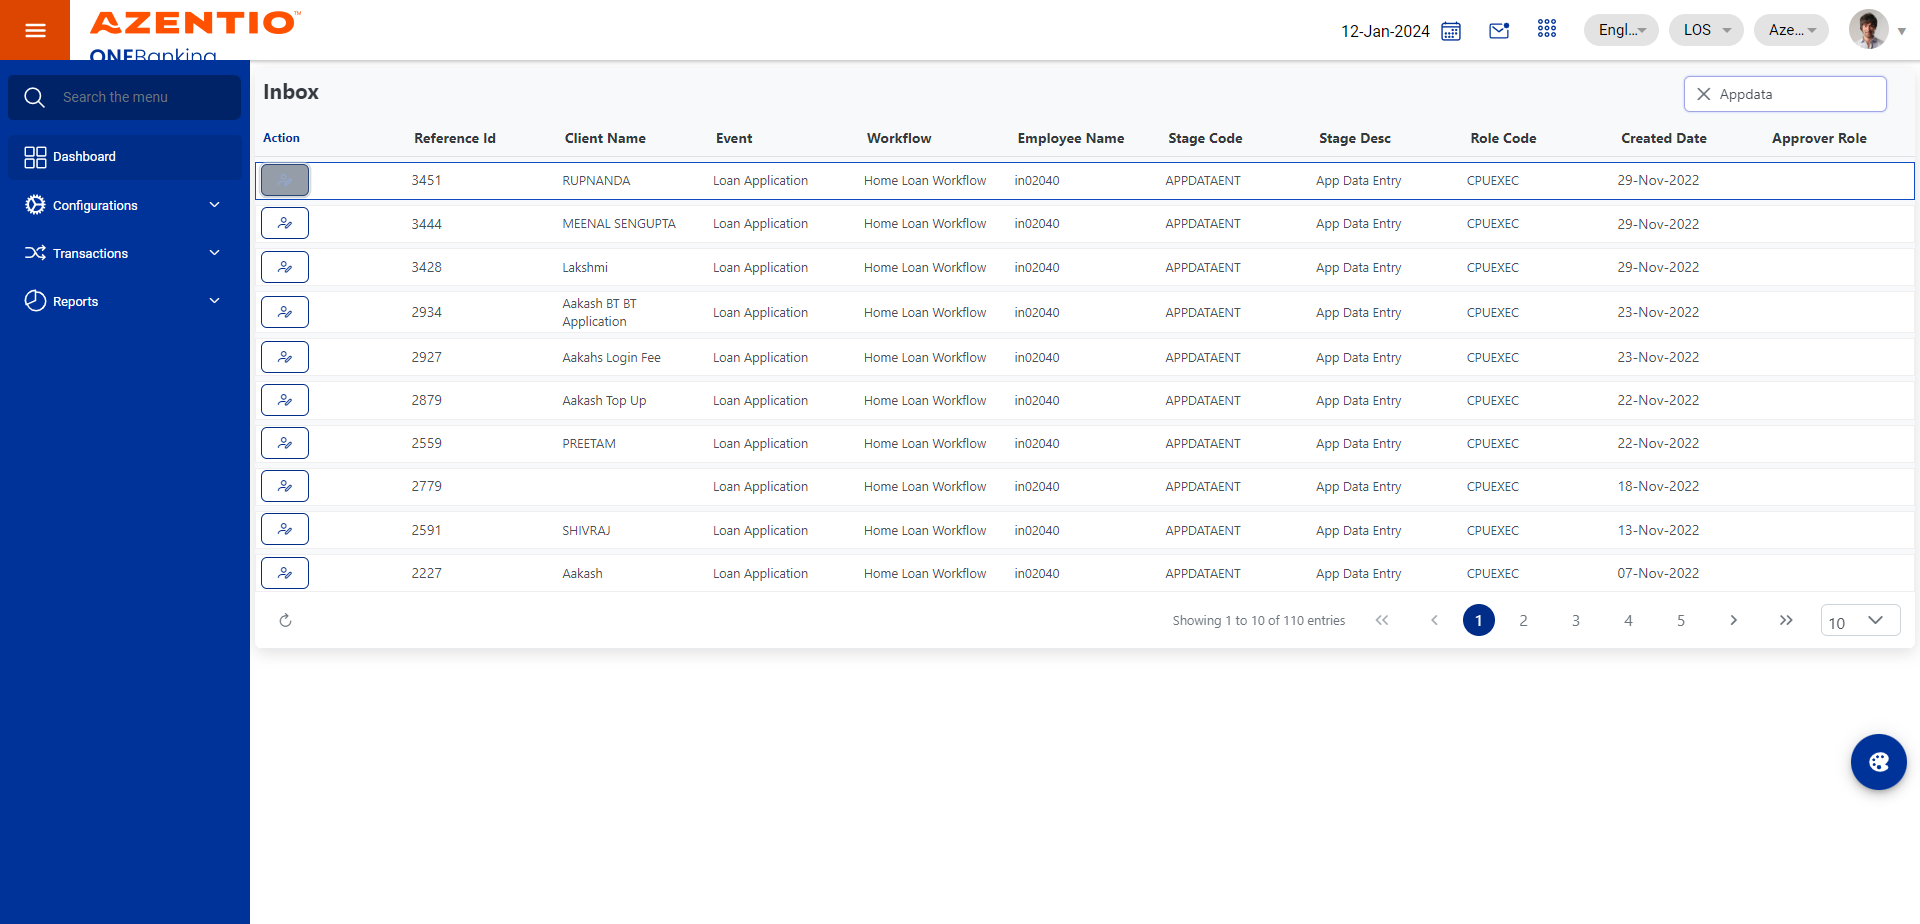 AZENTIO™
ONEBanking
12-Jan-2024
Engl...
LOS
Aze...
Search the menu
Dashboard
Configurations
Transactions
Reports
Inbox
Appdata
Action Reference Id Client Name Event Workflow Employee Name Stage Code Stage Desc Role Code Created Date Approver Role
3451 RUPNANDA Loan Application Home Loan Workflow in02040 APPDATAENT App Data Entry CPUEXEC 29-Nov-2022
3444 MEENAL SENGUPTA Loan Application Home Loan Workflow in02040 APPDATAENT App Data Entry CPUEXEC 29-Nov-2022
3428 Lakshmi Loan Application Home Loan Workflow in02040 APPDATAENT App Data Entry CPUEXEC 29-Nov-2022
2934 Aakash BT BT Application Loan Application Home Loan Workflow in02040 APPDATAENT App Data Entry CPUEXEC 23-Nov-2022
2927 Aakahs Login Fee Loan Application Home Loan Workflow in02040 APPDATAENT App Data Entry CPUEXEC 23-Nov-2022
2879 Aakash Top Up Loan Application Home Loan Workflow in02040 APPDATAENT App Data Entry CPUEXEC 22-Nov-2022
2559 PREETAM Loan Application Home Loan Workflow in02040 APPDATAENT App Data Entry CPUEXEC 22-Nov-2022
2779 Loan Application Home Loan Workflow in02040 APPDATAENT App Data Entry CPUEXEC 18-Nov-2022
2591 SHIVRAJ Loan Application Home Loan Workflow in02040 APPDATAENT App Data Entry CPUEXEC 13-Nov-2022
2227 Aakash Loan Application Home Loan Workflow in02040 APPDATAENT App Data Entry CPUEXEC 07-Nov-2022
Showing 1 to 10 of 110 entries 1 2 3 4 5 10